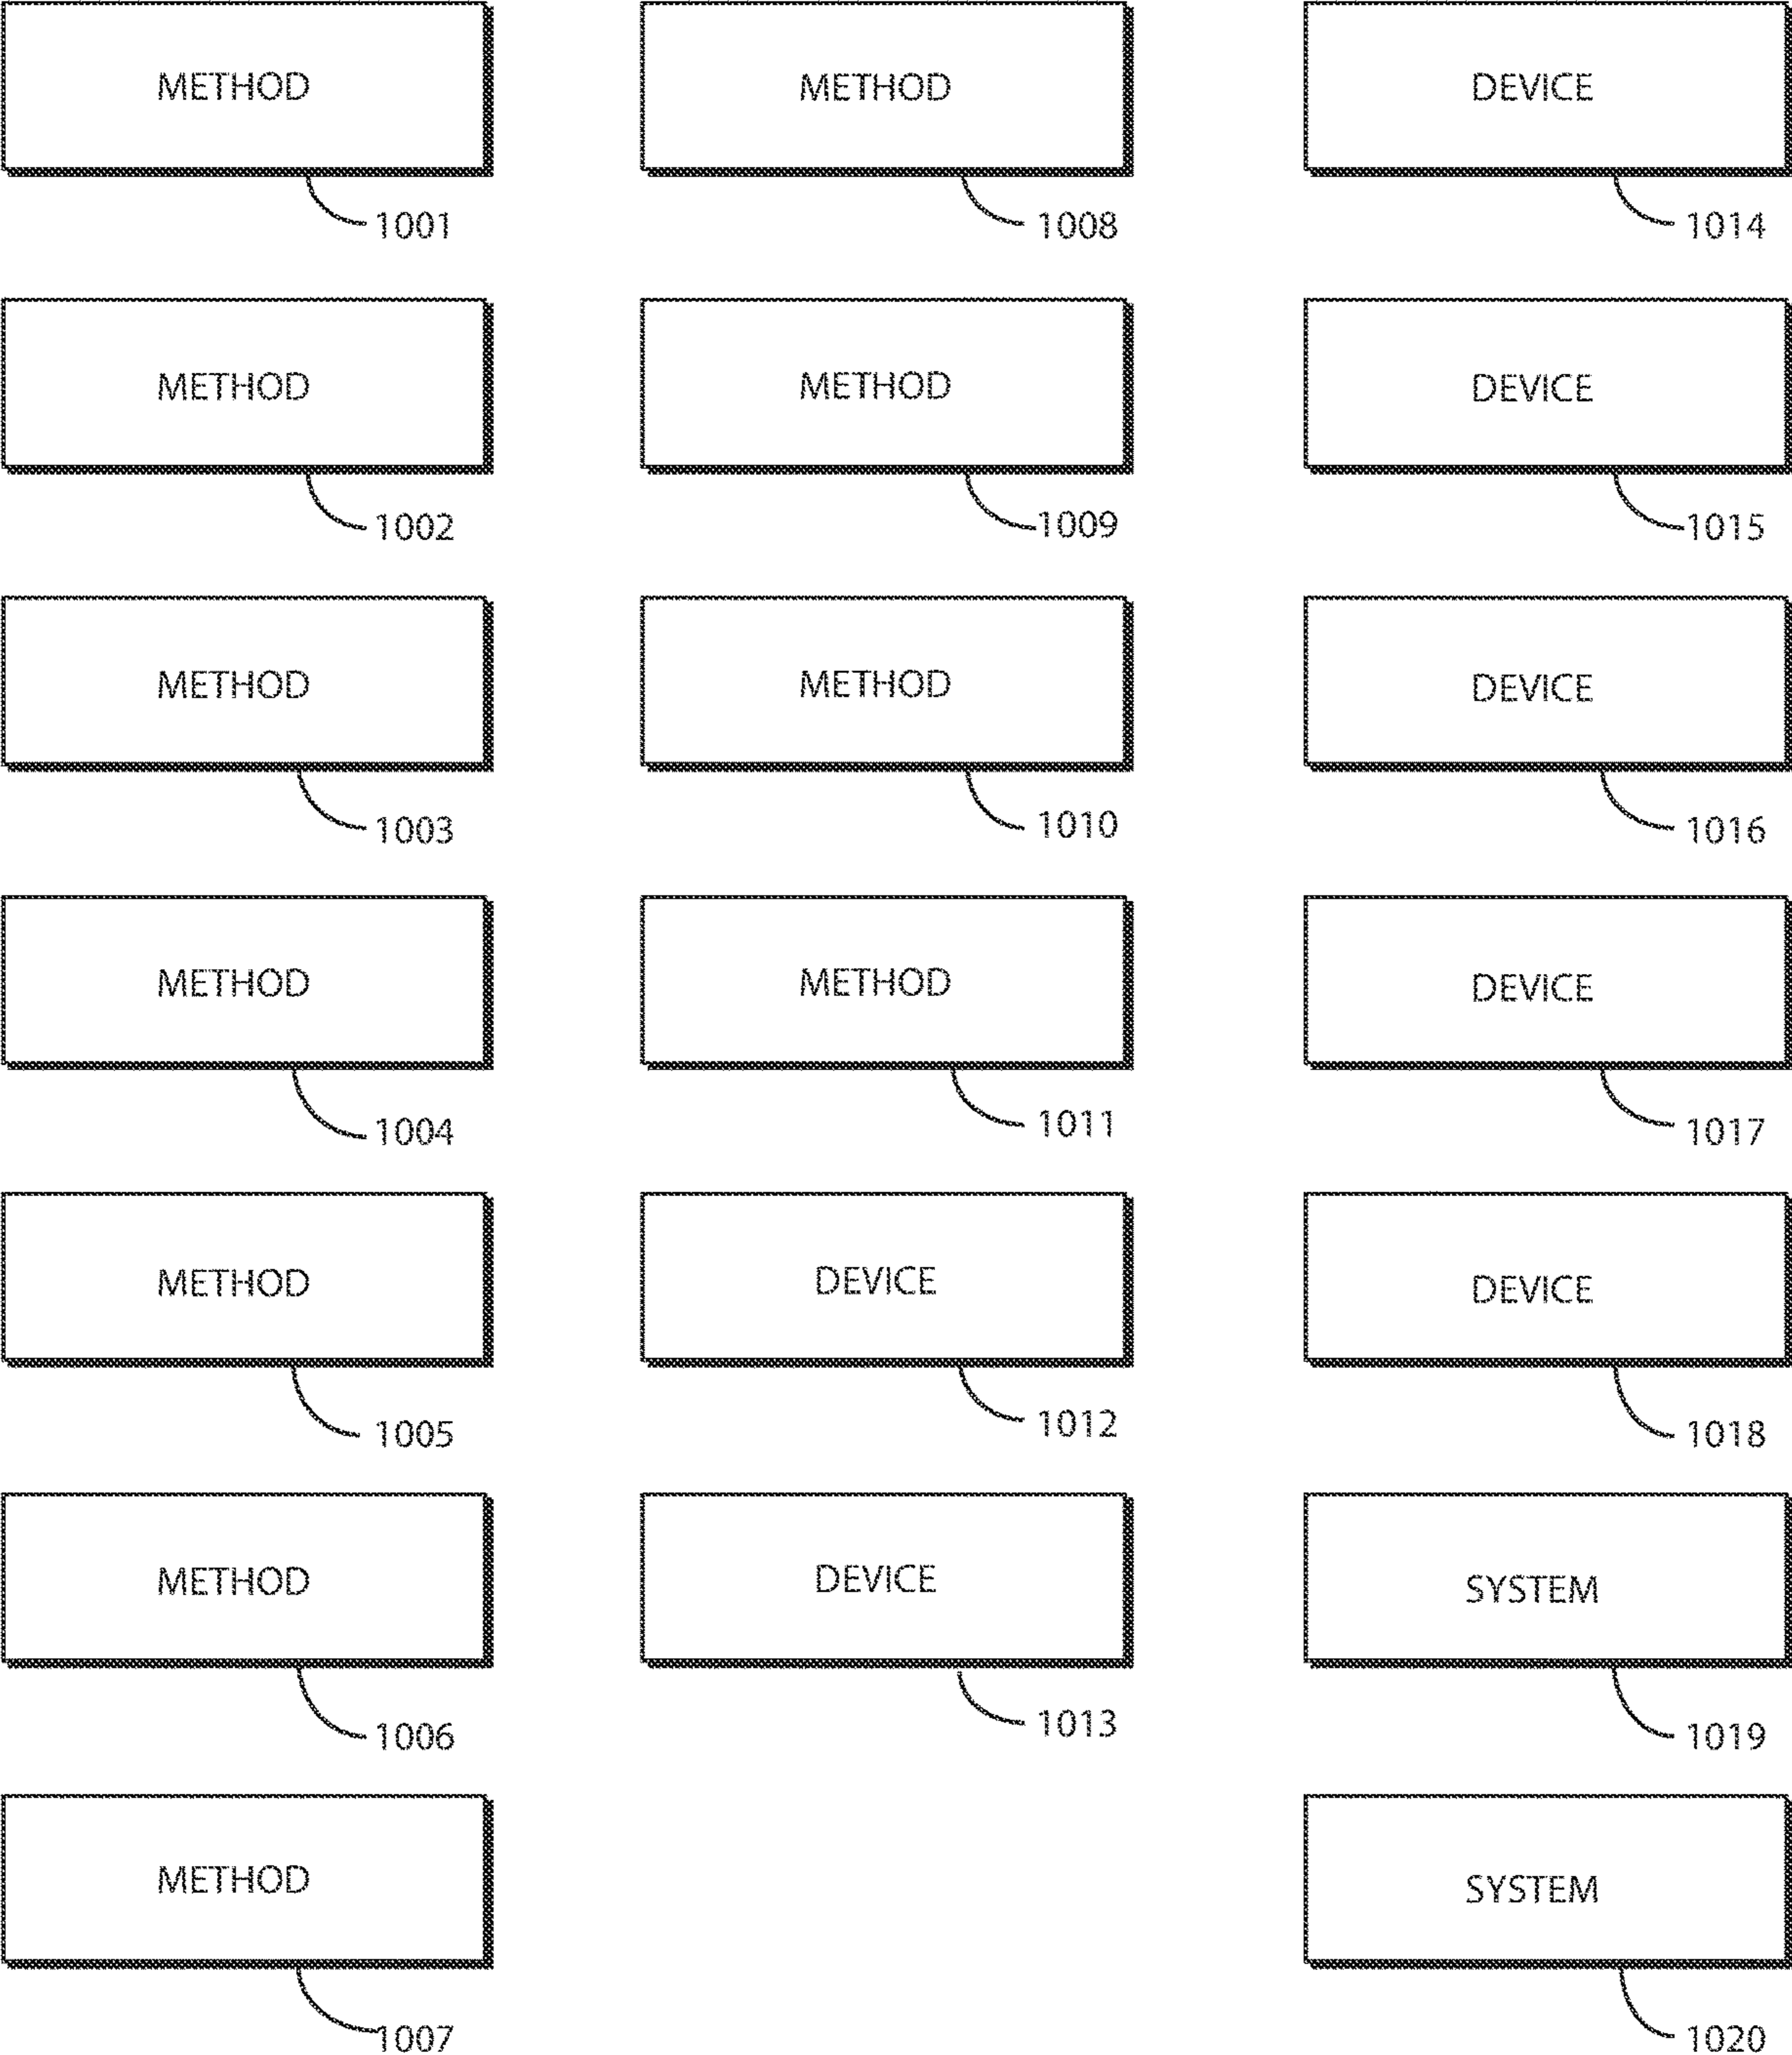 METHOD
1001
METHOD
1002
METHOD
1003
METHOD
1004
METHOD
1005
METHOD
1006
METHOD
1007
METHOD
1008
METHOD
1009
METHOD
1010
METHOD
1011
DEVICE
1012
DEVICE
1013
DEVICE
1014
DEVICE
1015
DEVICE
1016
DEVICE
1017
DEVICE
1018
SYSTEM
1019
SYSTEM
1020